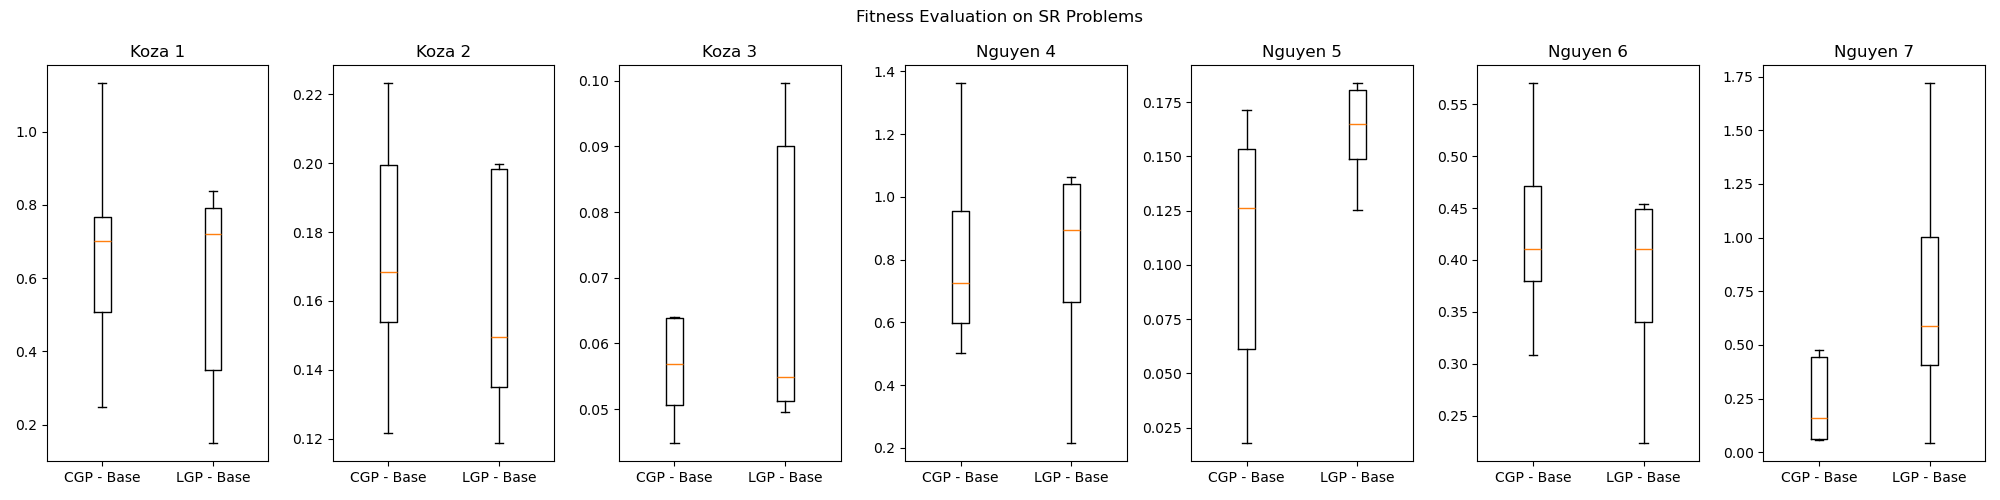 Fitness Evaluation on SR Problems
Koza 1
1.0
0.8
0.6
0.4
0.2
CGP - Base
LGP - Base
Koza 2
0.22
0.20
0.18
0.16
0.14
0.12
CGP - Base
LGP - Base
Koza 3
0.10
0.09
0.08
0.07
0.06
0.05
CGP - Base
LGP - Base
Nguyen 4
1.4
1.2
1.0
0.8
0.6
0.4
0.2
CGP - Base
LGP - Base
Nguyen 5
0.175
0.150
0.125
0.100
0.075
0.050
0.025
CGP - Base
LGP - Base
Nguyen 6
0.55
0.50
0.45
0.40
0.35
0.30
0.25
CGP - Base
LGP - Base
Nguyen 7
1.75
1.50
1.25
1.00
0.75
0.50
0.25
0.00
CGP - Base
LGP - Base